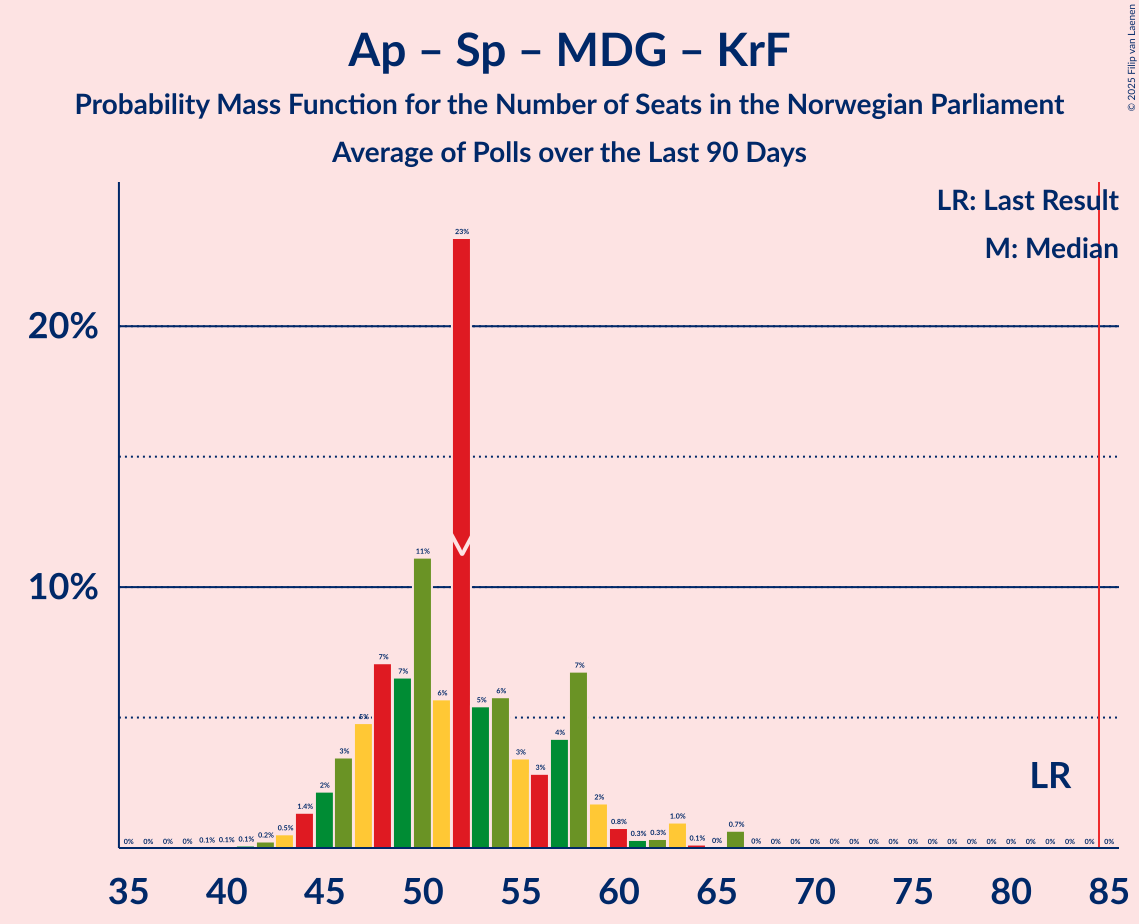 Ap – Sp – MDG – KrF
Probability Mass Function for the Number of Seats in the Norwegian Parliament
Average of Polls over the Last 90 Days
© 2025 Filip van Laenen
LR: Last Result
M: Median
20%
10%
0% 0% 0% 0% 0.1% 0.1% 0.1% 0.2% 0.5% 1.4% 2% 3% 5% 7% 7% 11% 6% 23% 5% 6% 3% 3% 4% 7% 2% 0.8% 0.3% 0.3% 1.0% 0.1% 0% 0.7% 0% 0% 0% 0% 0% 0% 0% 0% 0% 0% 0% 0% 0% 0% 0% 0% 0% 0% 0%
LR
35 40 45 50 55 60 65 70 75 80 85